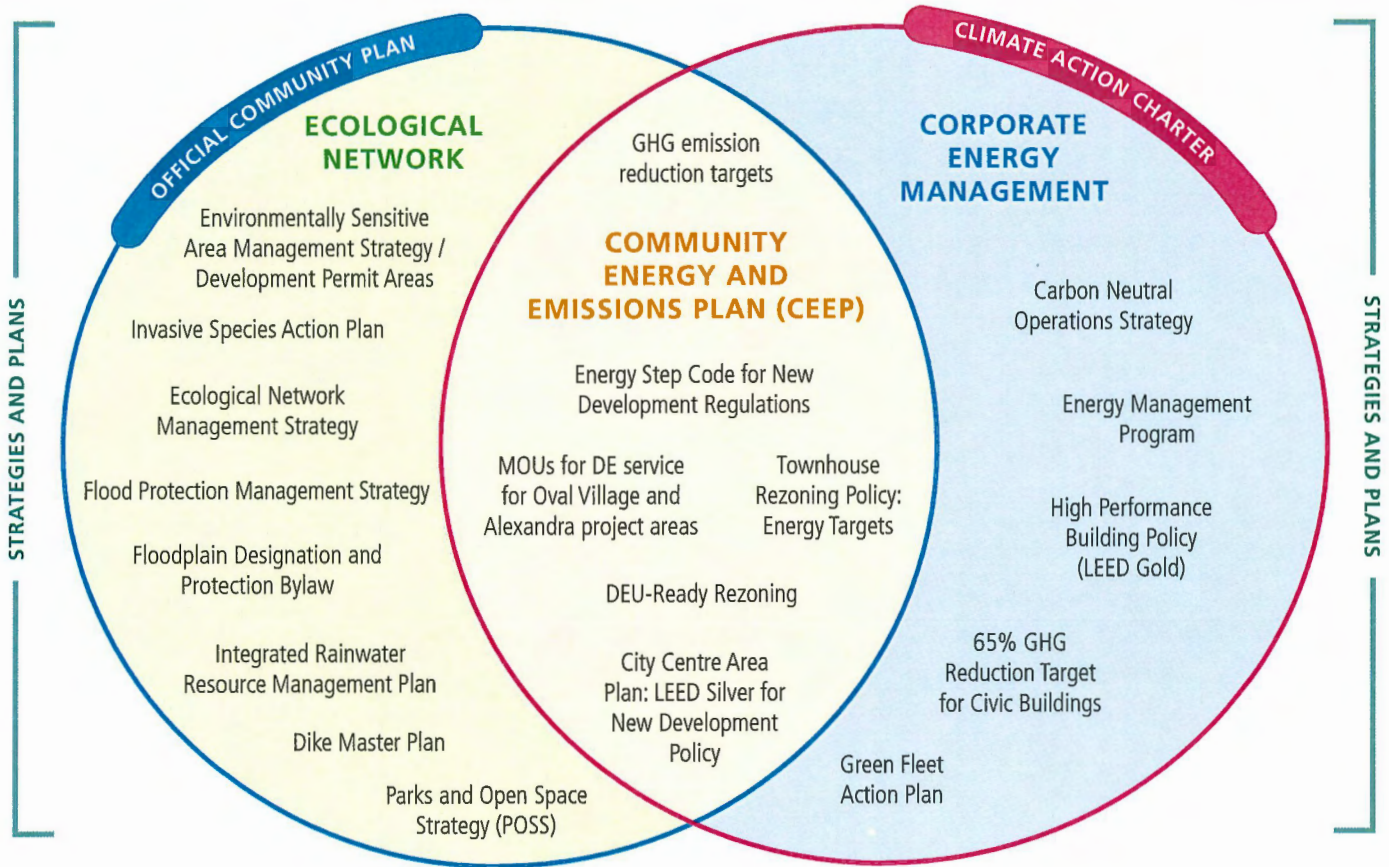 STRATEGIES AND PLANS
OFFICIAL COMMUNITY PLAN
ECOLOGICAL
NETWORK
Environmentally Sensitive
Area Management Strategy /
Development Permit Areas
Invasive Species Action Plan
Ecological Network
Management Strategy
Flood Protection Management Strategy
Floodplain Designation and
Protection Bylaw
Integrated Rainwater
Resource Management Plan
Dike Master Plan
Parks and Open Space
Strategy (POSS)
GHG emission
reduction targets
COMMUNITY
ENERGY AND
EMISSIONS PLAN (CEEP)
Energy Step Code for New
Development Regulations
MOUs for DE service
for Oval Village and
Alexandra project areas
Townhouse
Rezoning Policy:
Energy Targets
DEU-Ready Rezoning
City Centre Area
Plan: LEED Silver for
New Development
Policy
CLIMATE ACTION CHARTER
CORPORATE
ENERGY
MANAGEMENT
Carbon Neutral
Operations Strategy
Energy Management
Program
High Performance
Building Policy
(LEED Gold)
65% GHG
Reduction Target
for Civic Buildings
Green Fleet
Action Plan
STRATEGIES AND PLANS